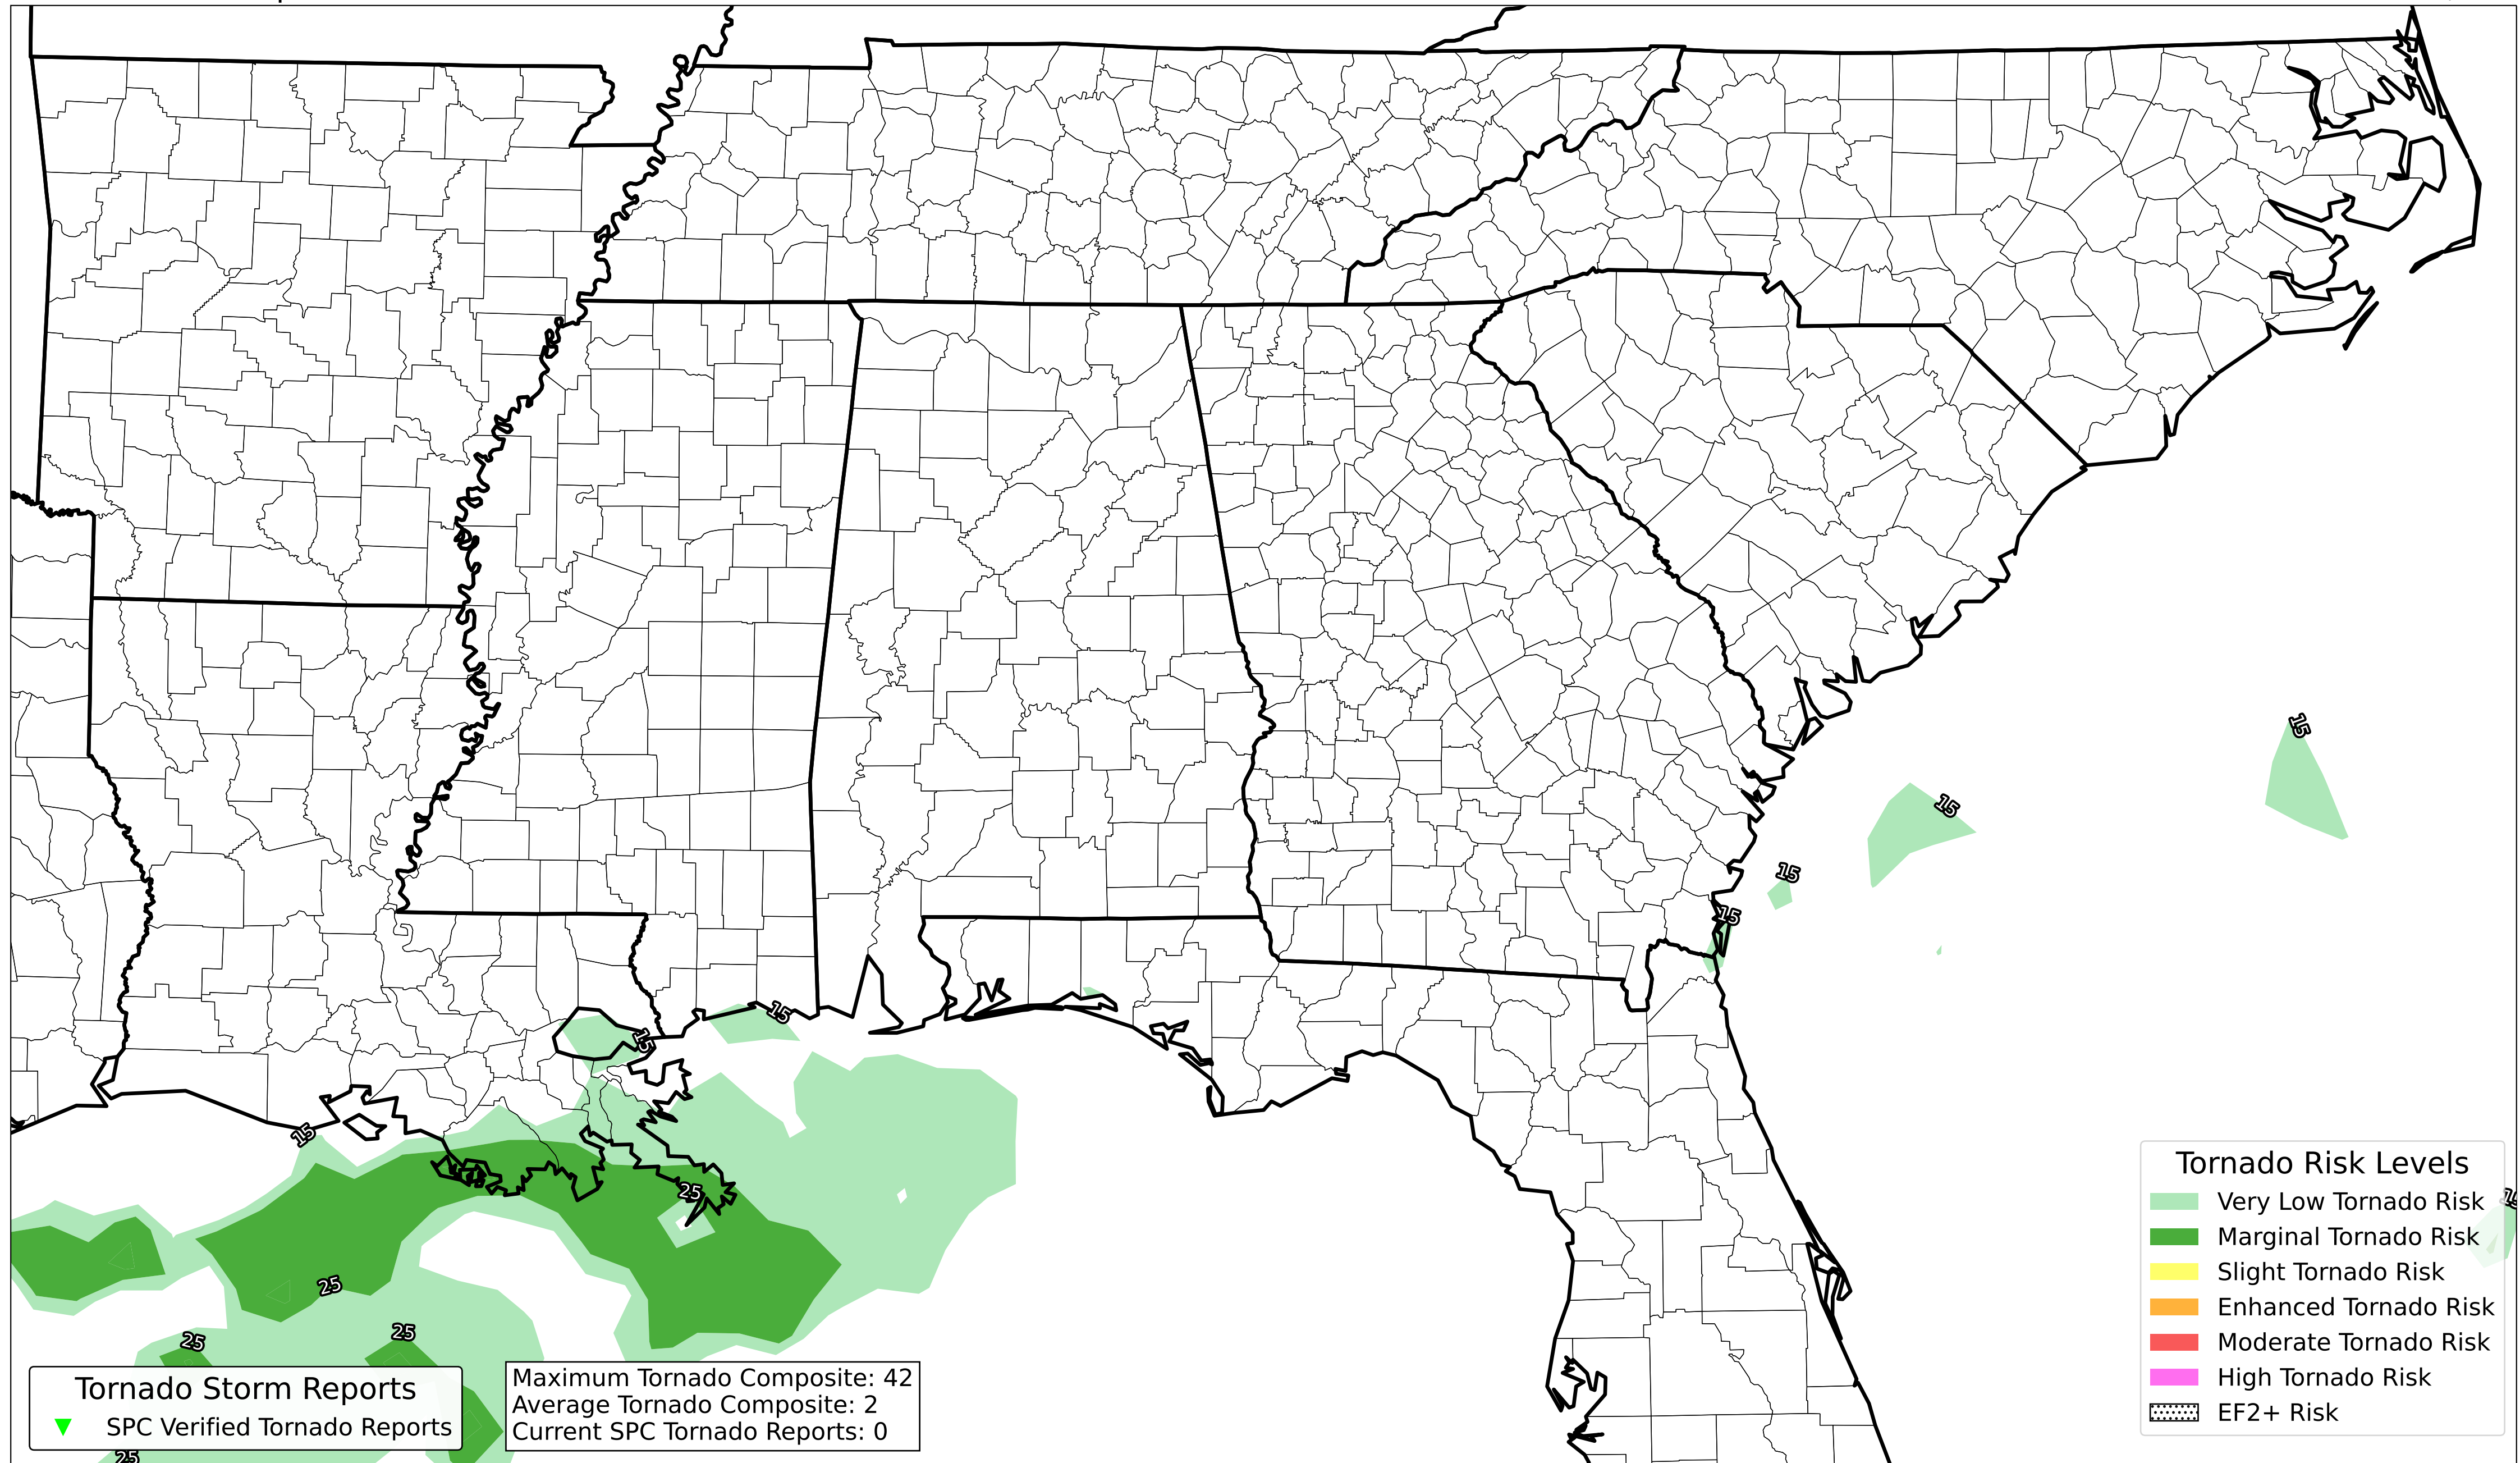 15
15
15
15
15
15
15
25
25
25
25
15
Tornado Storm Reports
SPC Verified Tornado Reports
Maximum Tornado Composite: 42
Average Tornado Composite: 2
Current SPC Tornado Reports: 0
Tornado Risk Levels
Very Low Tornado Risk
Marginal Tornado Risk
Slight Tornado Risk
Enhanced Tornado Risk
Moderate Tornado Risk
High Tornado Risk
EF2+ Risk
25